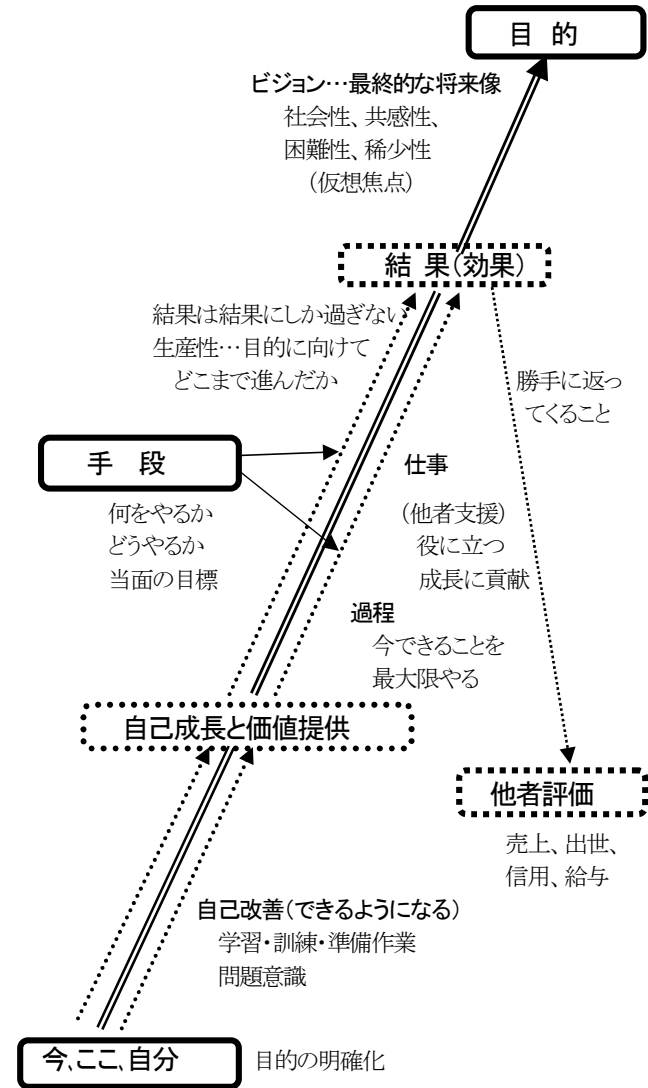 目 的
ビジョン…最終的な将来像
社会性、共感性、
困難性、稀少性
(仮想焦点)
結 果(効果)
結果は結果にしか過ぎない
生産性…目的に向けて
どこまで進んだか
勝手に返っ
てくること
手 段
何をやるか
どうやるか
当面の目標
仕事
(他者支援)
役に立つ
成長に貢献
過程
今できることを
最大限やる
自己成長と価値提供
他者評価
売上、出世、
信用、給与
自己改善(できるようになる)
学習・訓練・準備作業
問題意識
今、ここ、自分
目的の明確化